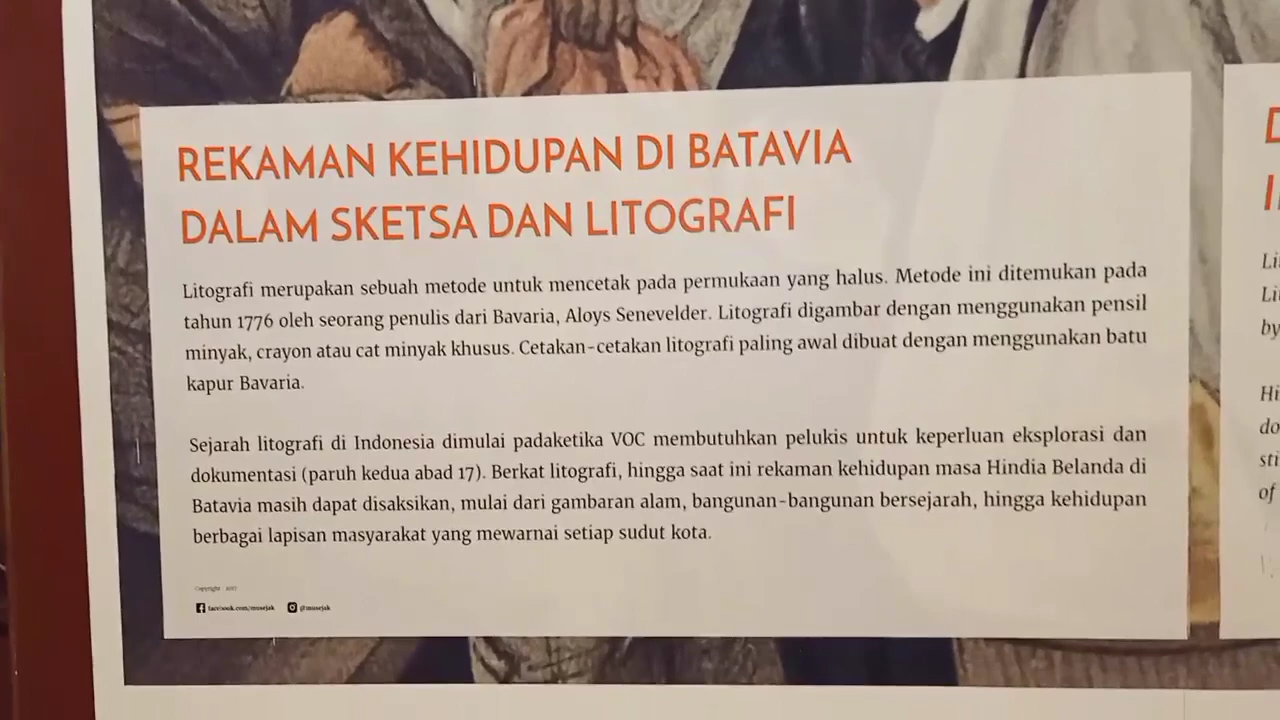 REKAMAN KEHIDUPAN DI BATAVIA
DALAM SKETSA DAN LITOGRAFI
Litografi merupakan sebuah metode untuk mencetak pada permukaan yang halus. Metode ini ditemukan pada
tahun 1776 oleh seorang penulis dari Bavaria, Aloys Senevelder. Litografi digambar dengan menggunakan pensil
minyak, crayon atau cat minyak khusus. Cetakan-cetakan litografi paling awal dibuat dengan menggunakan batu
kapur Bavaria.
Sejarah litografi di Indonesia dimulai padaketika VOC membutuhkan pelukis untuk keperluan eksplorasi dan
dokumentasi (paruh kedua abad 17). Berkat litografi, hingga saat ini rekaman kehidupan masa Hindia Belanda di
Batavia masih dapat disaksikan, mulai dari gambaran alam, bangunan-bangunan bersejarah, hingga kehidupan
berbagai lapisan masyarakat yang mewarnai setiap sudut kota.
Copyright
facebook.com/musejak @musejak